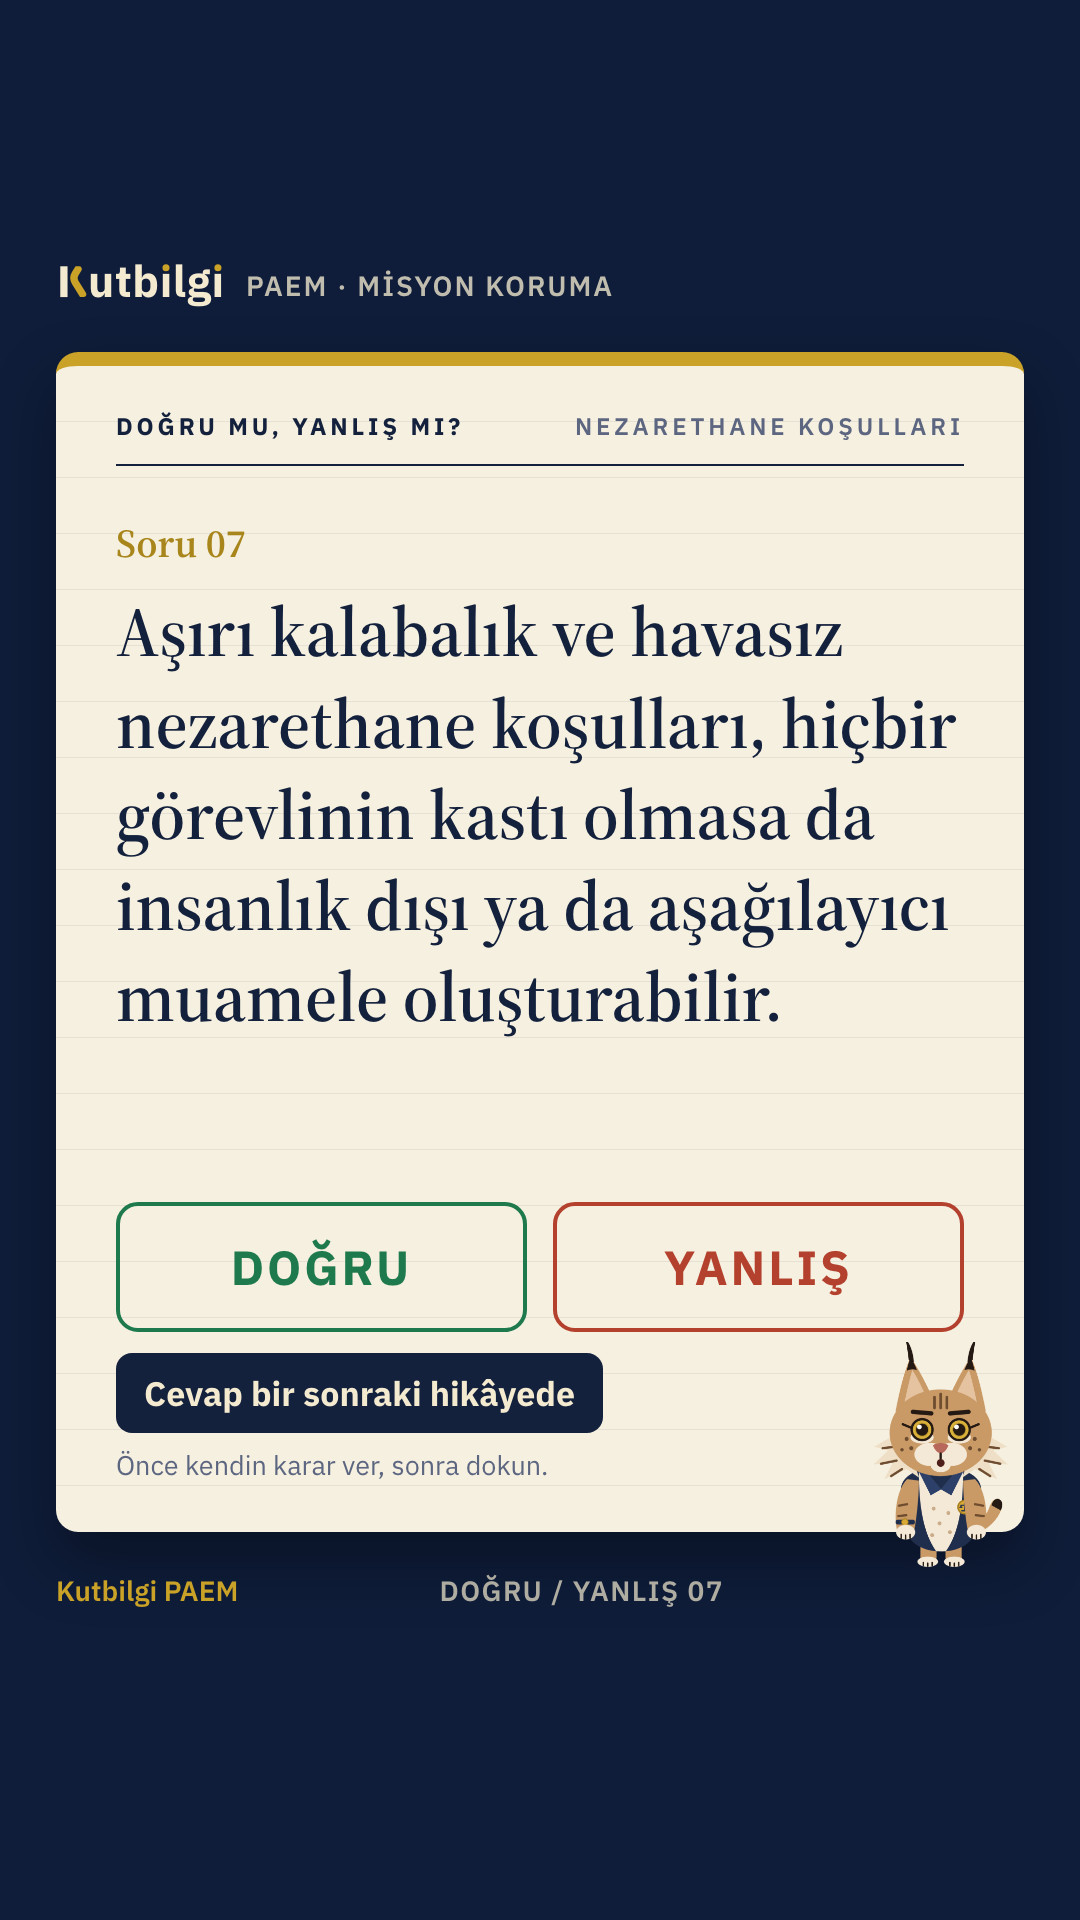 Kutbilgi PAEM · MİSYON KORUMA
DOĞRU MU, YANLIŞ MI? NEZARETHANE KOŞULLARI
Soru 07
Aşırı kalabalık ve havasız
nezarethane koşulları, hiçbir
görevlinin kastı olmasa da
insanlık dışı ya da aşağılayıcı
muamele oluşturabilir.
DOĞRU YANLIŞ
Cevap bir sonraki hikâyede
Önce kendin karar ver, sonra dokun.
Kutbilgi PAEM DOĞRU / YANLIŞ 07